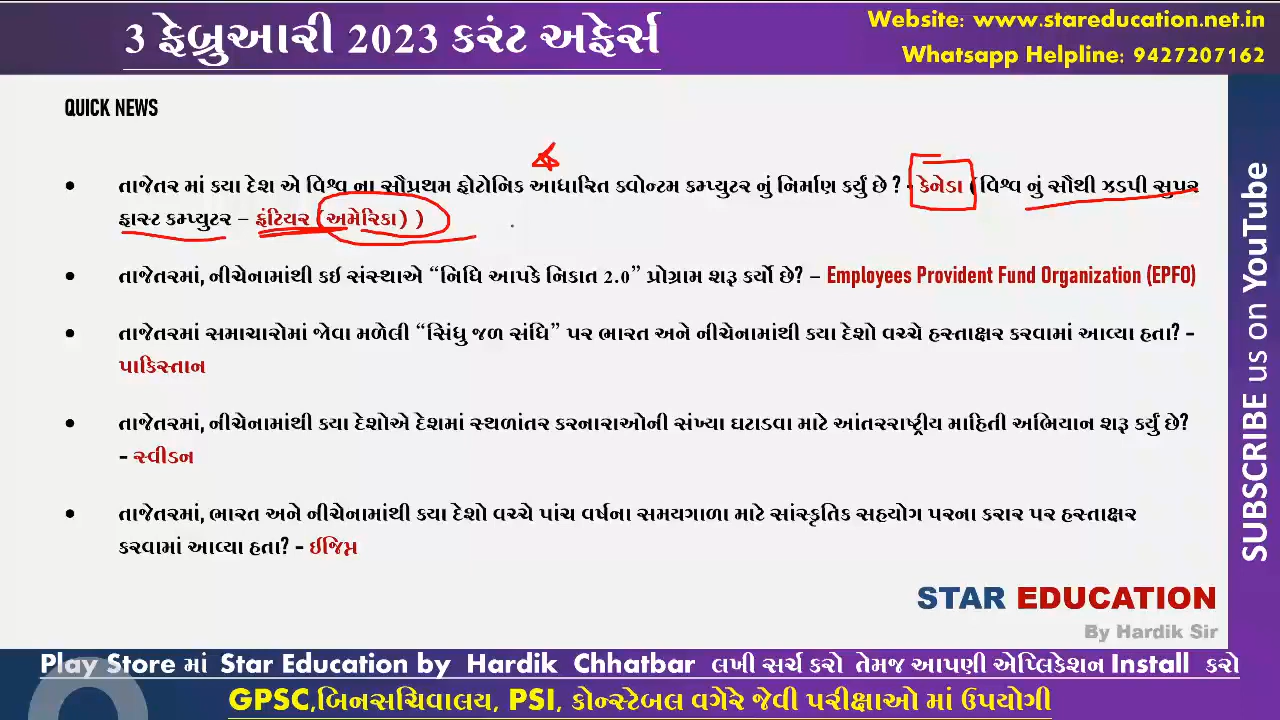 3 ફેબ્રુઆરી 2023 કરંટ અફેર્સ
Website: www.stareducation.net.in
Whatsapp Helpline: 9427207162
QUICK NEWS
• તાજેતર માં ક્યા દેશ એ વિશ્વ ના સૌપ્રથમ ફોટોનિક આધારિત ક્વોન્ટમ કમ્પ્યુટર નું નિર્માણ કર્યું છે ? - કેનેડા (વિશ્વ નું સૌથી ઝડપી સુપર
ફાસ્ટ કમ્પ્યુટર – ફ્રંટિયર (અમેરિકા) )
• તાજેતરમાં, નીચેનામાંથી કઈ સંસ્થાએ “નિધિ આપકે નિકાત 2.0” પ્રોગ્રામ શરૂ કર્યો છે? – Employees Provident Fund Organization (EPFO)
• તાજેતરમાં સમાચારોમાં જોવા મળેલી “સિંધુ જળ સંધિ” પર ભારત અને નીચેનામાંથી ક્યા દેશો વચ્ચે હસ્તાક્ષર કરવામાં આવ્યા હતા? -
પાકિસ્તાન
• તાજેતરમાં, નીચેનામાંથી ક્યા દેશોએ દેશમાં સ્થળાંતર કરનારાઓની સંખ્યા ઘટાડવા માટે આંતરરાષ્ટ્રીય માહિતી અભિયાન શરૂ કર્યું છે?
- સ્વીડન
• તાજેતરમાં, ભારત અને નીચેનામાંથી ક્યા દેશો વચ્ચે પાંચ વર્ષના સમયગાળા માટે સાંસ્કૃતિક સહયોગ પરના કરાર પર હસ્તાક્ષર
કરવામાં આવ્યા હતા? - ઈજિપ્ત
STAR EDUCATION
By Hardik Sir
SUBSCRIBE us on YouTube
Play Store માં Star Education by Hardik Chhatbar લખી સર્ચ કરો તેમજ આપણી એપ્લિકેશન Install કરો
GPSC,બિનસચિવાલય, PSI, કોન્સ્ટેબલ વગેરે જેવી પરીક્ષાઓ માં ઉપયોગી